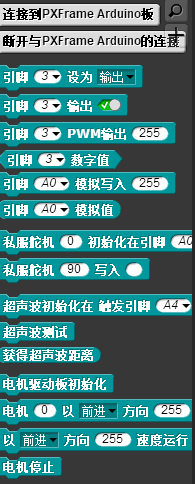 连接到PXFrame Arduino板
断开与PXFrame Arduino的连接
引脚 3 设为 输出
引脚 3 输出
引脚 3 PWM输出 255
引脚 3 数字值
引脚 A0 模拟写入 255
引脚 A0 模拟值
私服舵机 0 初始化在引脚 A0
私服舵机 90 写入
超声波初始化在 触发引脚 A4
超声波测试
获得超声波距离
电机驱动板初始化
电机 0 以 前进 方向 255
以 前进 方向 255 速度运行
电机停止